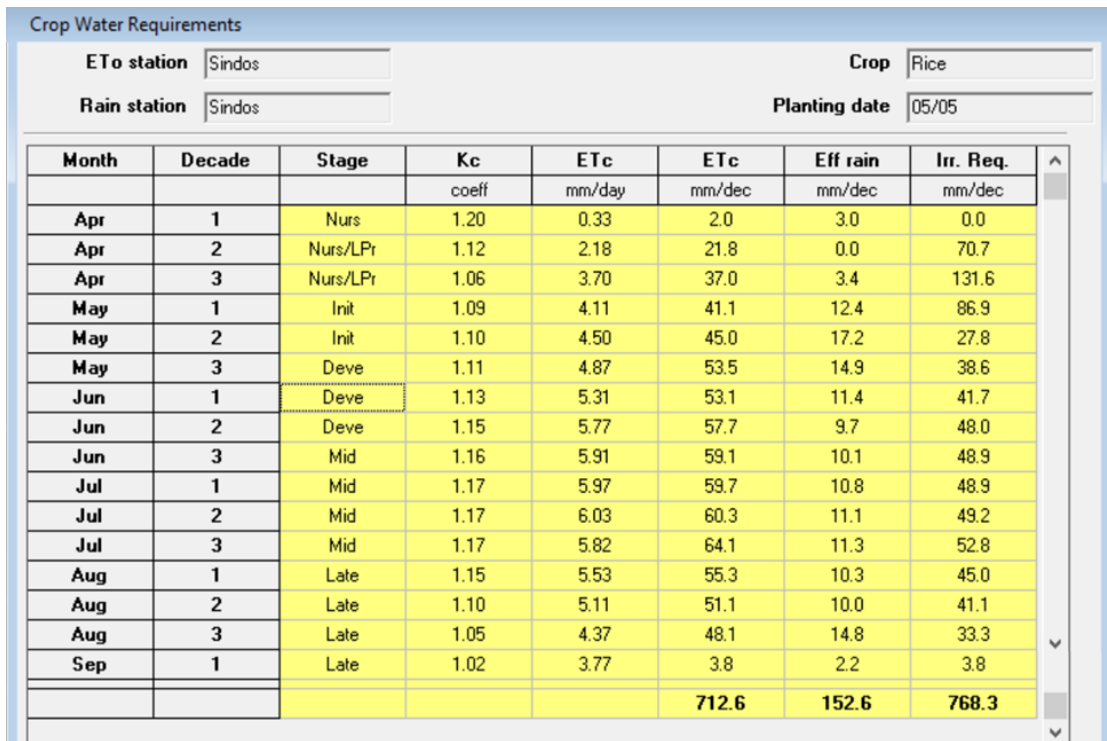 Crop Water Requirements
ETo station Sindos Crop Rice
Rain station Sindos Planting date 05/05
Month Decade Stage Kc ETc ETc Eff rain Irr. Req.
coeff mm/day mm/dec mm/dec mm/dec
Apr 1 Nurs 1.20 0.33 2.0 3.0 0.0
Apr 2 Nurs/LPr 1.12 2.18 21.8 0.0 70.7
Apr 3 Nurs/LPr 1.06 3.70 37.0 3.4 131.6
May 1 Init 1.09 4.11 41.1 12.4 86.9
May 2 Init 1.10 4.50 45.0 17.2 27.8
May 3 Deve 1.11 4.87 53.5 14.9 38.6
Jun 1 Deve 1.13 5.31 53.1 11.4 41.7
Jun 2 Deve 1.15 5.77 57.7 9.7 48.0
Jun 3 Mid 1.16 5.91 59.1 10.1 48.9
Jul 1 Mid 1.17 5.97 59.7 10.8 48.9
Jul 2 Mid 1.17 6.03 60.3 11.1 49.2
Jul 3 Mid 1.17 5.82 64.1 11.3 52.8
Aug 1 Late 1.15 5.53 55.3 10.3 45.0
Aug 2 Late 1.10 5.11 51.1 10.0 41.1
Aug 3 Late 1.05 4.37 48.1 14.8 33.3
Sep 1 Late 1.02 3.77 3.8 2.2 3.8
712.6 152.6 768.3